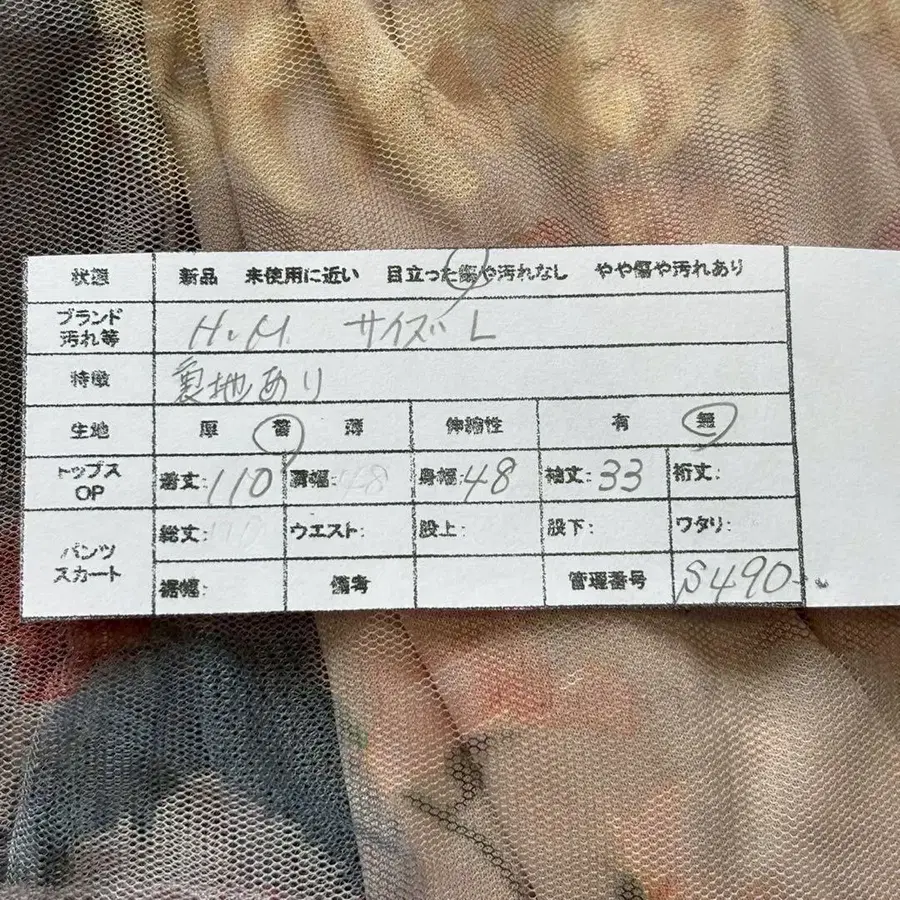 状態 新品 未使用に近い 目立った傷や汚れなし やや傷や汚れあり
ブランド 汚れ等 H&M サイズ L
特徴 裏地あり
生地 厚 普 薄 伸縮性 有 無
トップス OP 着丈:110 肩幅:48 身幅:48 袖丈:33 裄丈:
パンツ スカート 総丈: ウエスト: 股上: 股下: ワタリ:
裾幅: 備考 管理番号 S490-